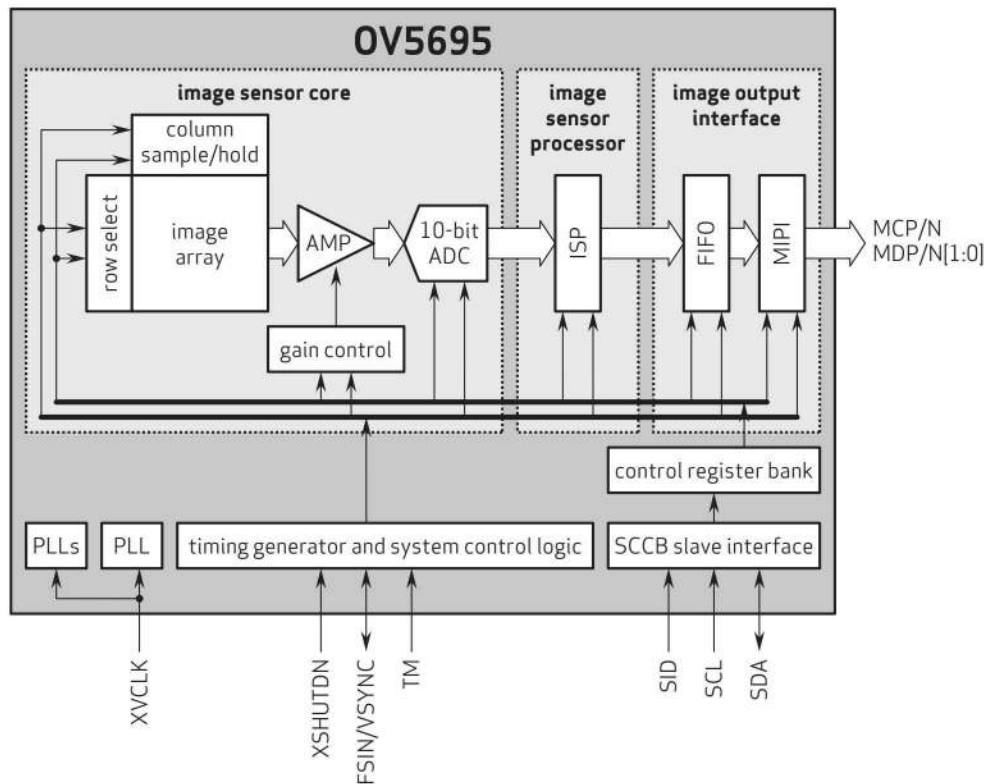 OV5695
image sensor core
image
sensor
processor
image output
interface
column
sample/hold
row select
image
array
AMP
10-bit
ADC
ISP
FIFO
MIPI
MCP/N
MDP/N[1:0]
gain control
control register bank
PLLs
PLL
timing generator and system control logic
SCCB slave interface
XVCLK
XSHUTDN
FSIN/VSYNC
TM
SID
SCL
SDA